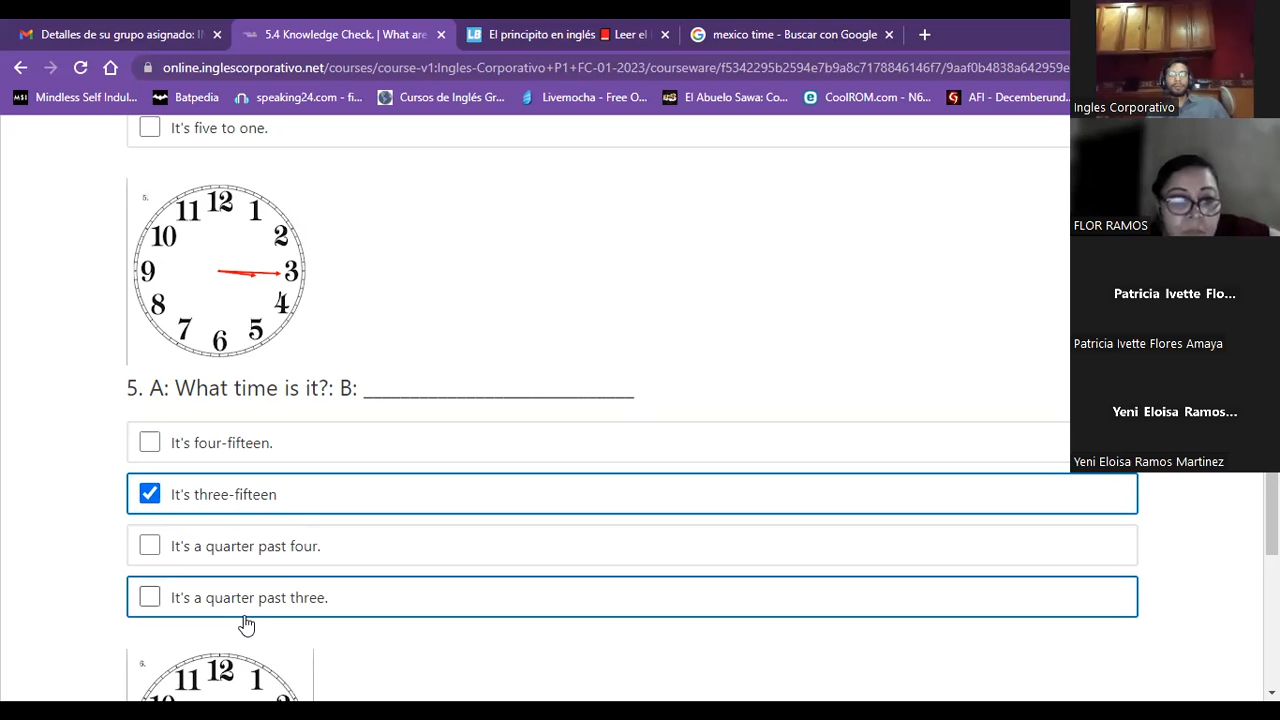 Detalles de su grupo asignado: I
5.4 Knowledge Check. | What are
LB
El principito en inglés 📕 Leer el
mexico time - Buscar con Google
online.inglescorporativo.net/courses/course-v1:Ingles-Corporativo+P1+FC-01-2023/courseware/f5342295b2594e7b9a8c7178846146f7/9aaf0b4838a642959e
MSI Mindless Self Indul...
Batpedia
speaking24.com - fi...
Cursos de Inglés Gr...
Livemocha - Free O...
El Abuelo Sawa: Co...
CoolROM.com - N6...
AFI - Decemberund...
Ingles Corporativo
FLOR RAMOS
Patricia Ivette Flo...
Patricia Ivette Flores Amaya
Yeni Eloisa Ramos...
Yeni Eloisa Ramos Martinez
It's five to one.
5.
12
11 1
10 2
9 3
8 4
7 5
6
5. A: What time is it?: B: ___________________________
It's four-fifteen.
It's three-fifteen
It's a quarter past four.
It's a quarter past three.
6.
12
11 1